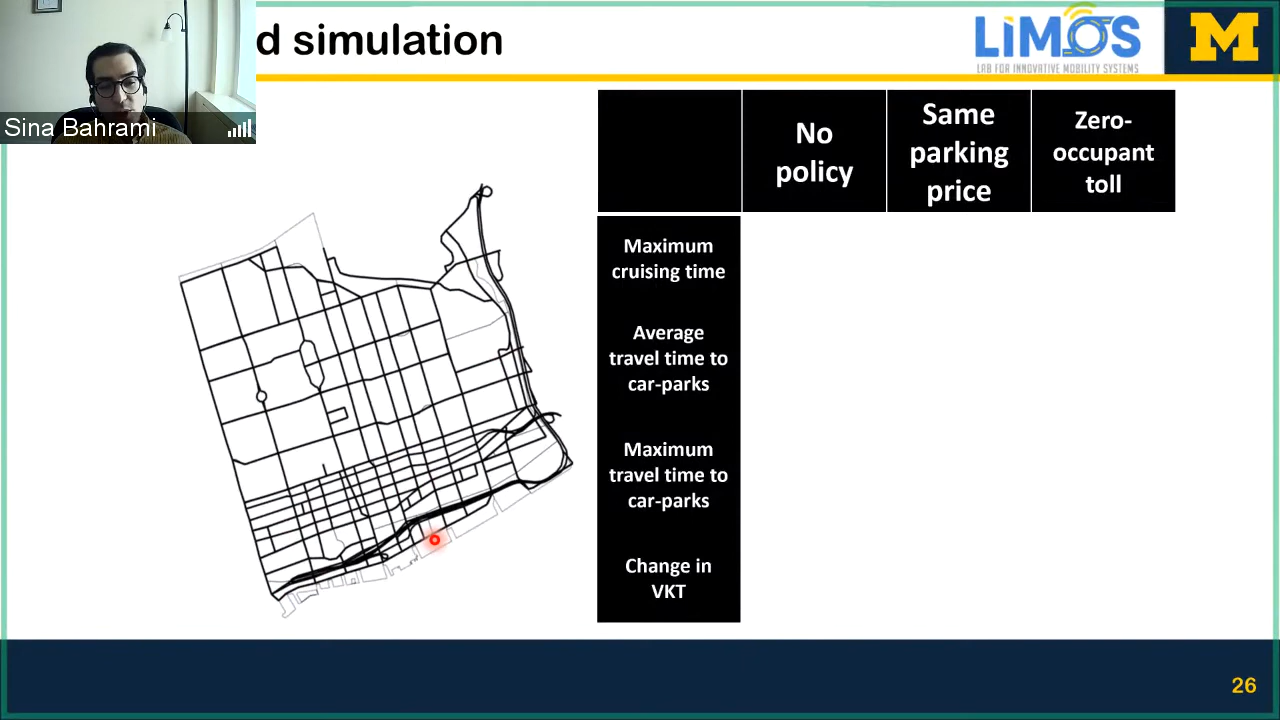 d simulation
LiMOS
LAB FOR INNOVATIVE MOBILITY SYSTEMS
M
Sina Bahrami
No
policy
Same
parking
price
Zero-
occupant
toll
Maximum
cruising time
Average
travel time to
car-parks
Maximum
travel time to
car-parks
Change in
VKT
26